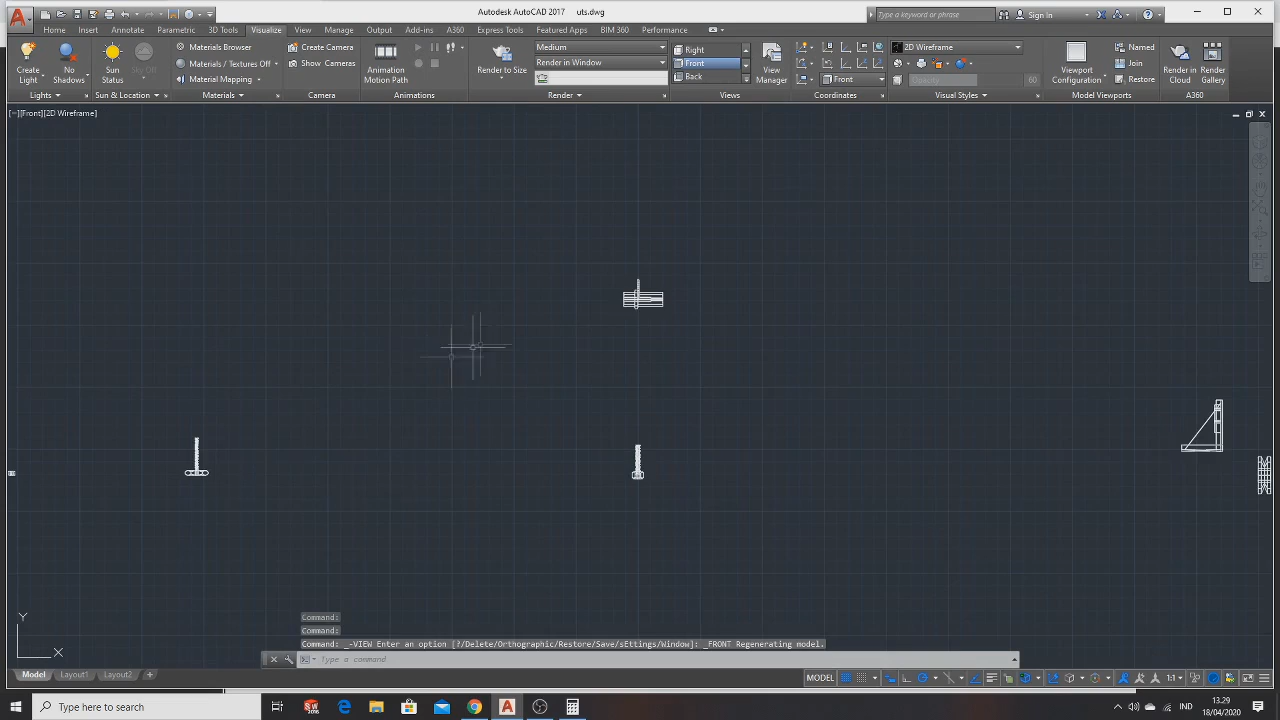 Autodesk AutoCAD 2017 uts.dwg
Type a keyword or phrase
Sign In
Home Insert Annotate Parametric 3D Tools Visualize View Manage Output Add-ins A360 Express Tools Featured Apps BIM 360 Performance
Create Light
No Shadows
Sun Status
Sky Off
Materials Browser
Materials / Textures Off
Material Mapping
Create Camera
Show Cameras
Animation Motion Path
Render to Size
Medium
Render in Window
Right
Front
Back
View Manager
Front
2D Wireframe
Opacity 60
Viewport Configuration
Named
Join
Restore
Render in Cloud
Render Gallery
Lights Sun & Location Materials Camera Animations Render Views Coordinates Visual Styles Model Viewports A360
[−][Front][2D Wireframe]
Y
X
Command:
Command:
Command: _-VIEW Enter an option [?/Delete/Orthographic/Restore/Save/sEttings/Window]: _FRONT Regenerating model.
Type a command
Model Layout1 Layout2 +
MODEL
1:1
Type here to search
IND
13.29
18/04/2020